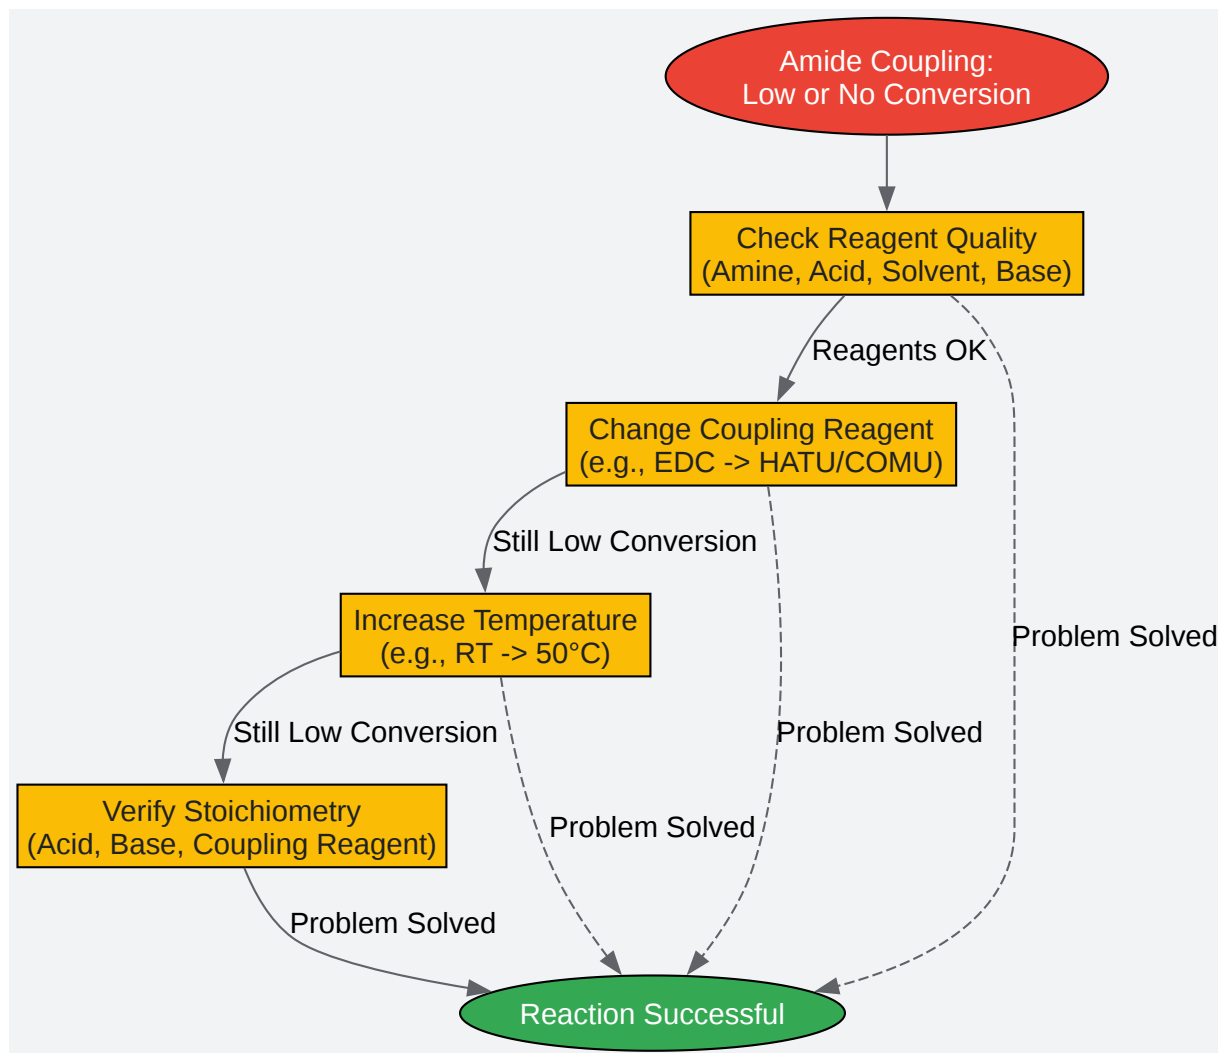 Amide Coupling:
Low or No Conversion
Check Reagent Quality
(Amine, Acid, Solvent, Base)
Reagents OK
Change Coupling Reagent
(e.g., EDC -> HATU/COMU)
Still Low Conversion
Increase Temperature
(e.g., RT -> 50°C)
Problem Solved
Still Low Conversion
Problem Solved
Verify Stoichiometry
(Acid, Base, Coupling Reagent)
Problem Solved
Problem Solved
Reaction Successful